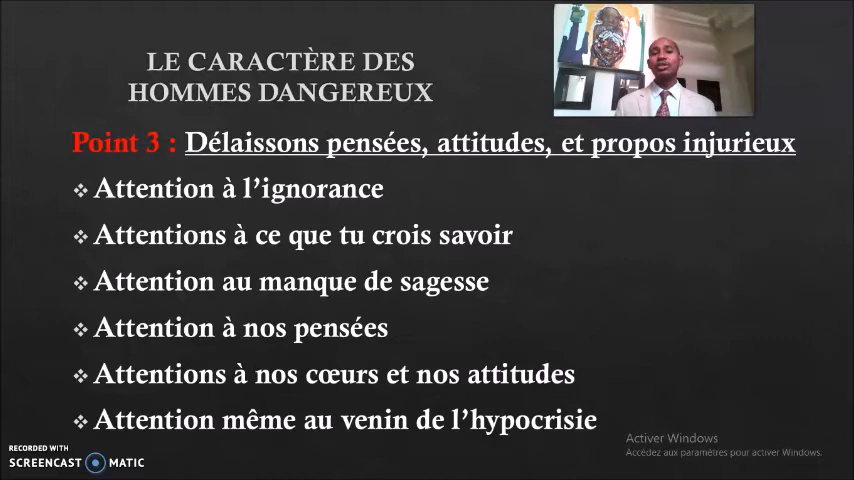 LE CARACTÈRE DES
HOMMES DANGEREUX
Point 3 : Délaissons pensées, attitudes, et propos injurieux
❖ Attention à l’ignorance
❖ Attentions à ce que tu crois savoir
❖ Attention au manque de sagesse
❖ Attention à nos pensées
❖ Attentions à nos cœurs et nos attitudes
❖ Attention même au venin de l’hypocrisie
Activer Windows
Accédez aux paramètres pour activer Windows.
RECORDED WITH
SCREENCAST MATIC